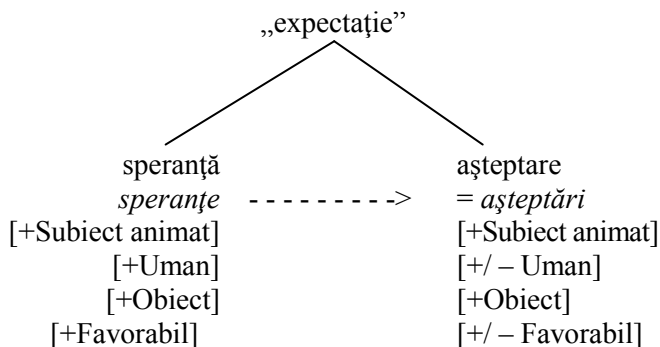 „expectaţie”
speranţă aşteptare
speranţe - - - - - - - - -> = aşteptări
[+Subiect animat] [+Subiect animat]
[+Uman] [+/ – Uman]
[+Obiect] [+Obiect]
[+Favorabil] [+/ – Favorabil]